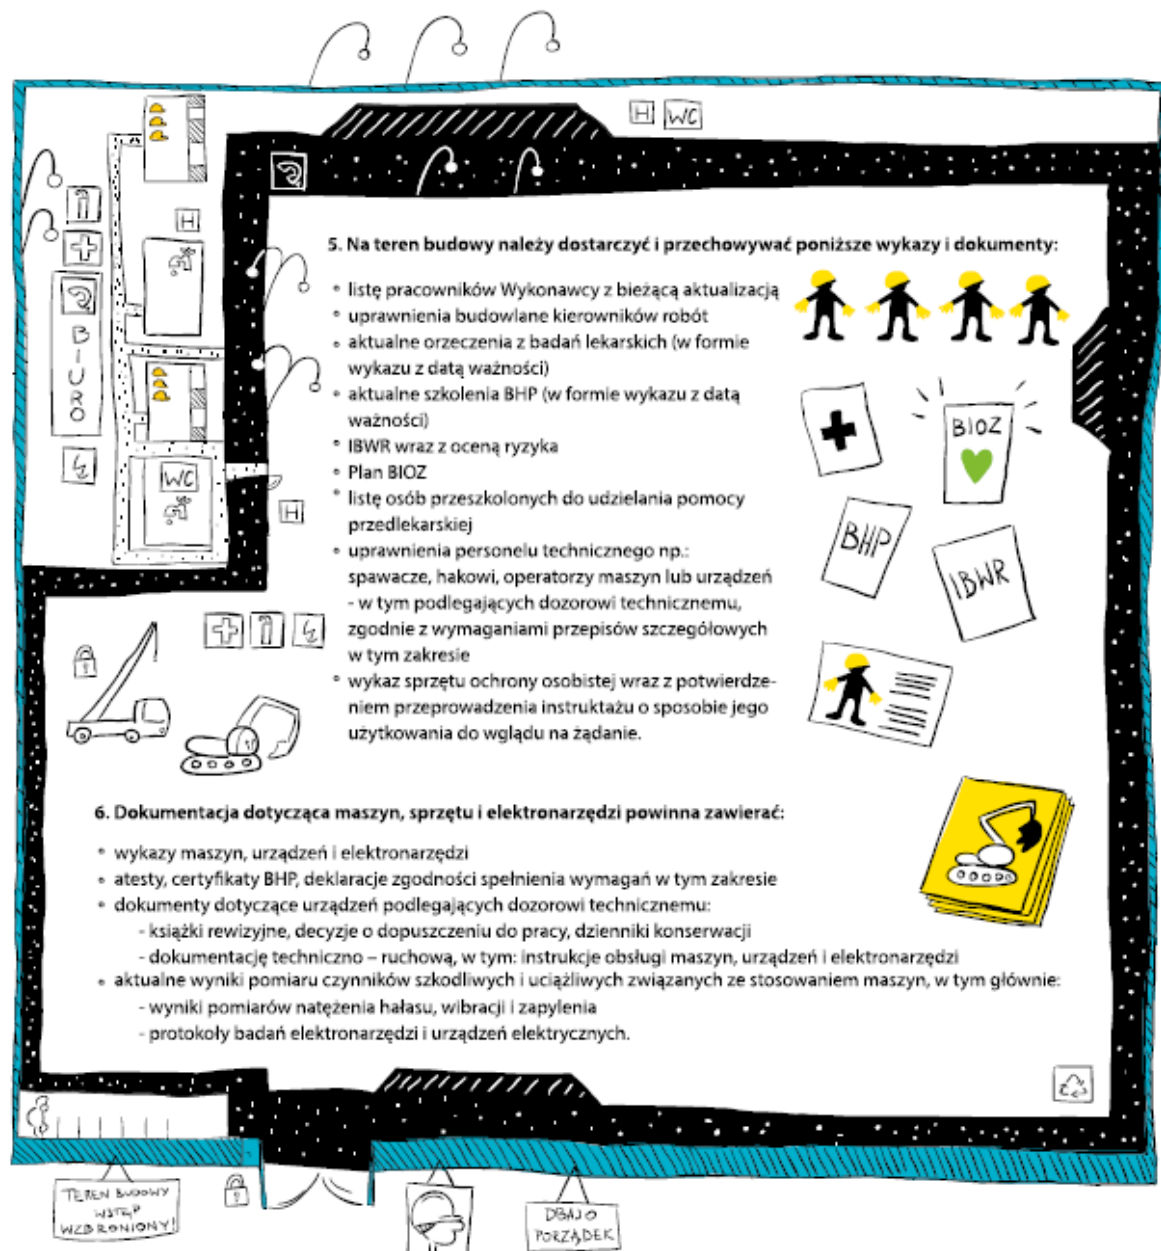 H WC
H
BIURO
WC
H
5. Na teren budowy należy dostarczyć i przechowywać poniższe wykazy i dokumenty:
° listę pracowników Wykonawcy z bieżącą aktualizacją
° uprawnienia budowlane kierowników robót
° aktualne orzeczenia z badań lekarskich (w formie
wykazu z datą ważności)
° aktualne szkolenia BHP (w formie wykazu z datą
ważności)
° IBWR wraz z oceną ryzyka
° Plan BIOZ
° listę osób przeszkolonych do udzielania pomocy
przedlekarskiej
° uprawnienia personelu technicznego np.:
spawacze, hakowi, operatorzy maszyn lub urządzeń
- w tym podlegających dozorowi technicznemu,
zgodnie z wymaganiami przepisów szczegółowych
w tym zakresie
° wykaz sprzętu ochrony osobistej wraz z potwierdze-
niem przeprowadzenia instruktażu o sposobie jego
użytkowania do wglądu na żądanie.
BIOZ
BHP
IBWR
6. Dokumentacja dotycząca maszyn, sprzętu i elektronarzędzi powinna zawierać:
° wykazy maszyn, urządzeń i elektronarzędzi
° atesty, certyfikaty BHP, deklaracje zgodności spełnienia wymagań w tym zakresie
° dokumenty dotyczące urządzeń podlegających dozorowi technicznemu:
- książki rewizyjne, decyzje o dopuszczeniu do pracy, dzienniki konserwacji
- dokumentację techniczno – ruchową, w tym: instrukcje obsługi maszyn, urządzeń i elektronarzędzi
° aktualne wyniki pomiaru czynników szkodliwych i uciążliwych związanych ze stosowaniem maszyn, w tym głównie:
- wyniki pomiarów natężenia hałasu, wibracji i zapylenia
- protokoły badań elektronarzędzi i urządzeń elektrycznych.
TEREN BUDOWY
WSTĘP
WZBRONIONY!
DBAJ O
PORZĄDEK